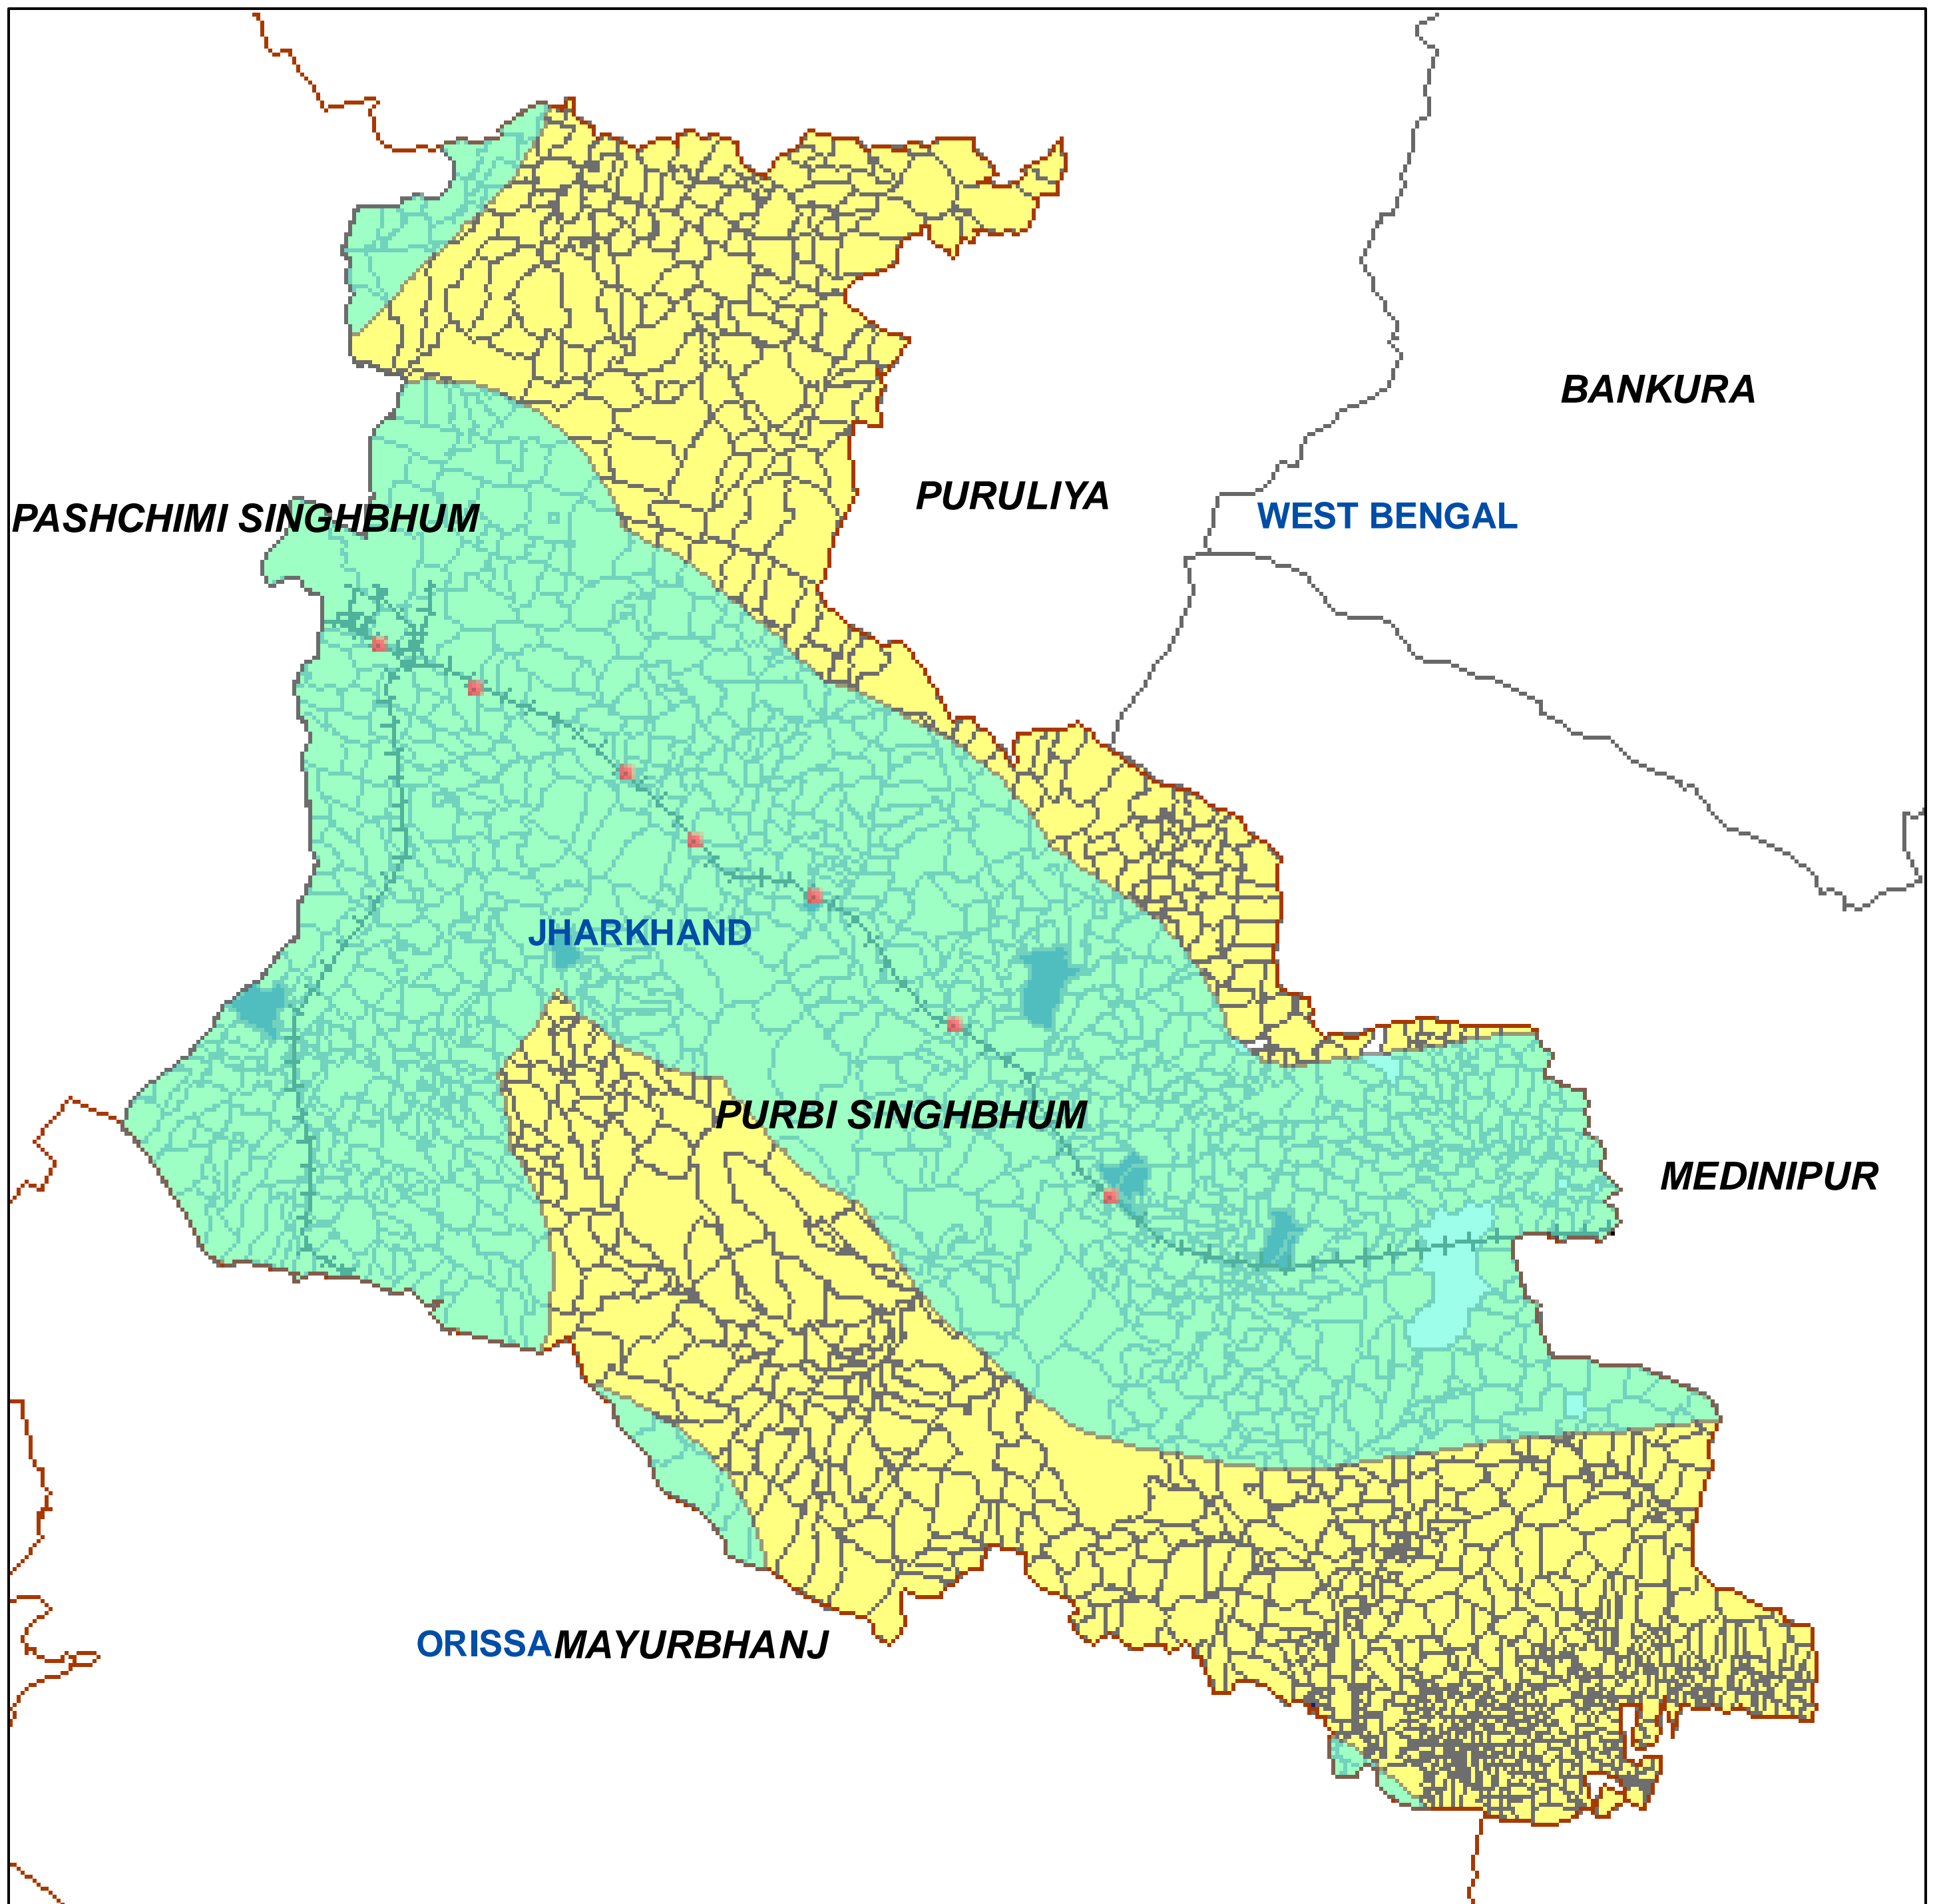 BANKURA
PURULIYA
WEST BENGAL
PASHCHIMI SINGHBHUM
JHARKHAND
PURBI SINGHBHUM
MEDINIPUR
ORISSA MAYURBHANJ